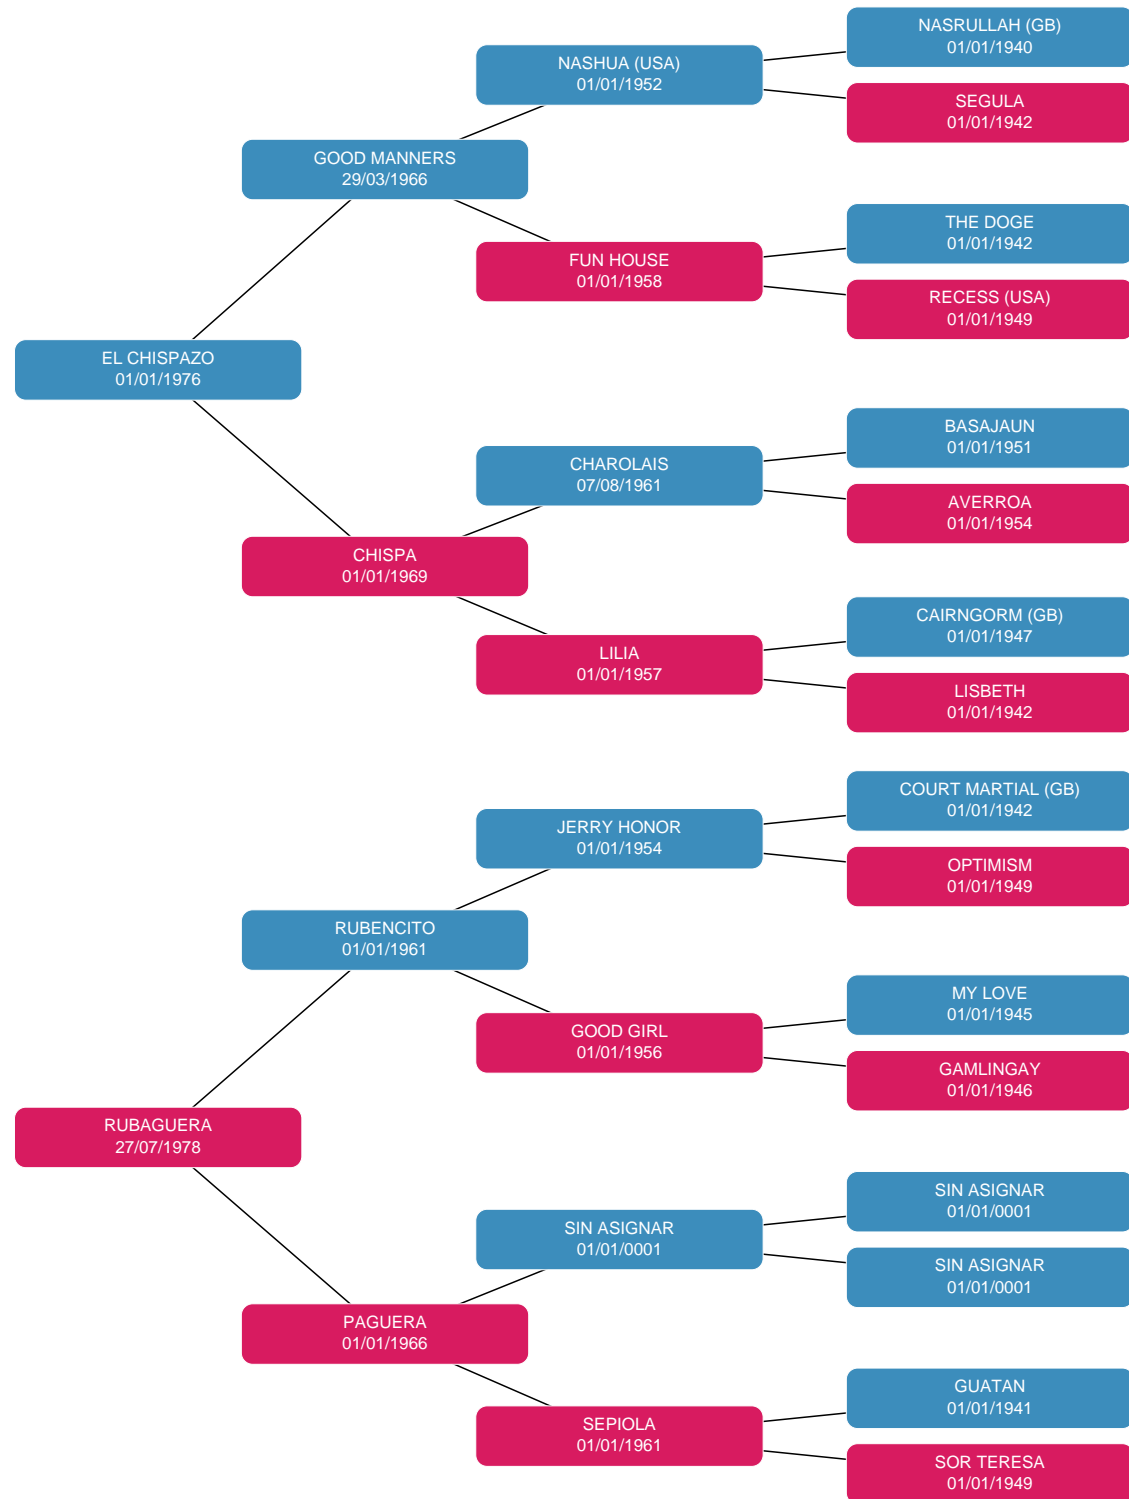 NASRULLAH (GB)
01/01/1940
NASHUA (USA)
01/01/1952
SEGULA
01/01/1942
GOOD MANNERS
29/03/1966
THE DOGE
01/01/1942
FUN HOUSE
01/01/1958
RECESS (USA)
01/01/1949
EL CHISPAZO
01/01/1976
BASAJAUN
01/01/1951
CHAROLAIS
07/08/1961
AVERROA
01/01/1954
CHISPA
01/01/1969
CAIRNGORM (GB)
01/01/1947
LILIA
01/01/1957
LISBETH
01/01/1942
COURT MARTIAL (GB)
01/01/1942
JERRY HONOR
01/01/1954
OPTIMISM
01/01/1949
RUBENCITO
01/01/1961
MY LOVE
01/01/1945
GOOD GIRL
01/01/1956
GAMLINGAY
01/01/1946
RUBAGUERA
27/07/1978
SIN ASIGNAR
01/01/0001
SIN ASIGNAR
01/01/0001
SIN ASIGNAR
01/01/0001
PAGUERA
01/01/1966
GUATAN
01/01/1941
SEPIOLA
01/01/1961
SOR TERESA
01/01/1949